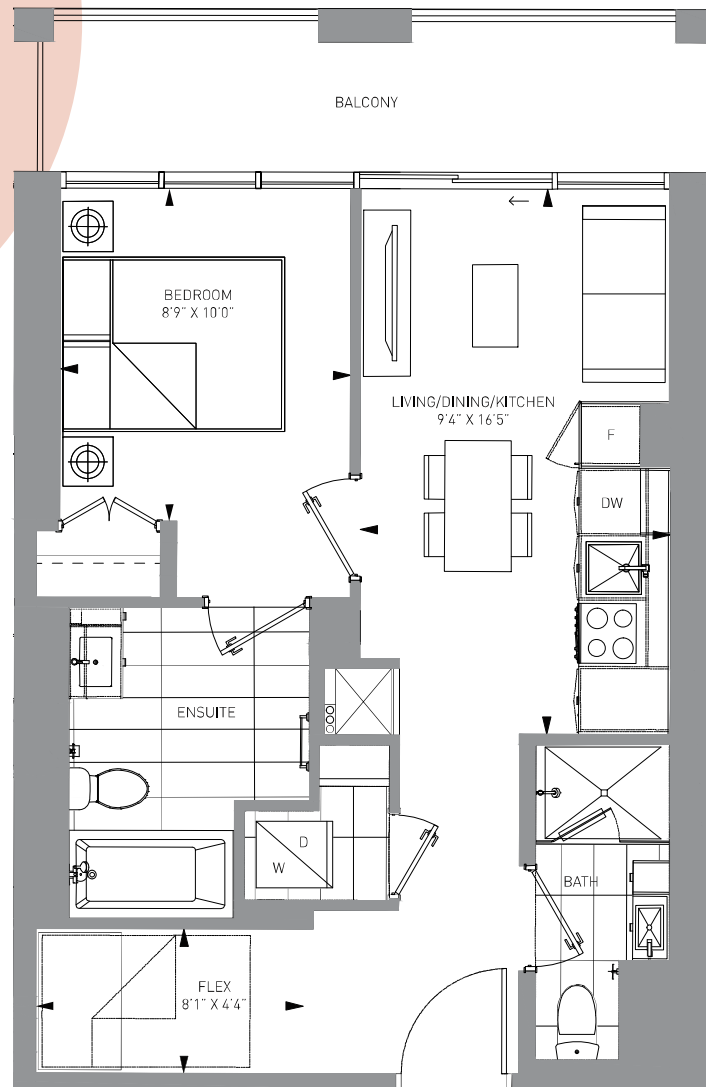 BALCONY
BEDROOM
8'9" X 10'0"
LIVING/DINING/KITCHEN
9'4" X 16'5"
F
DW
ENSUITE
D
W
BATH
FLEX
8'1" X 4'4"